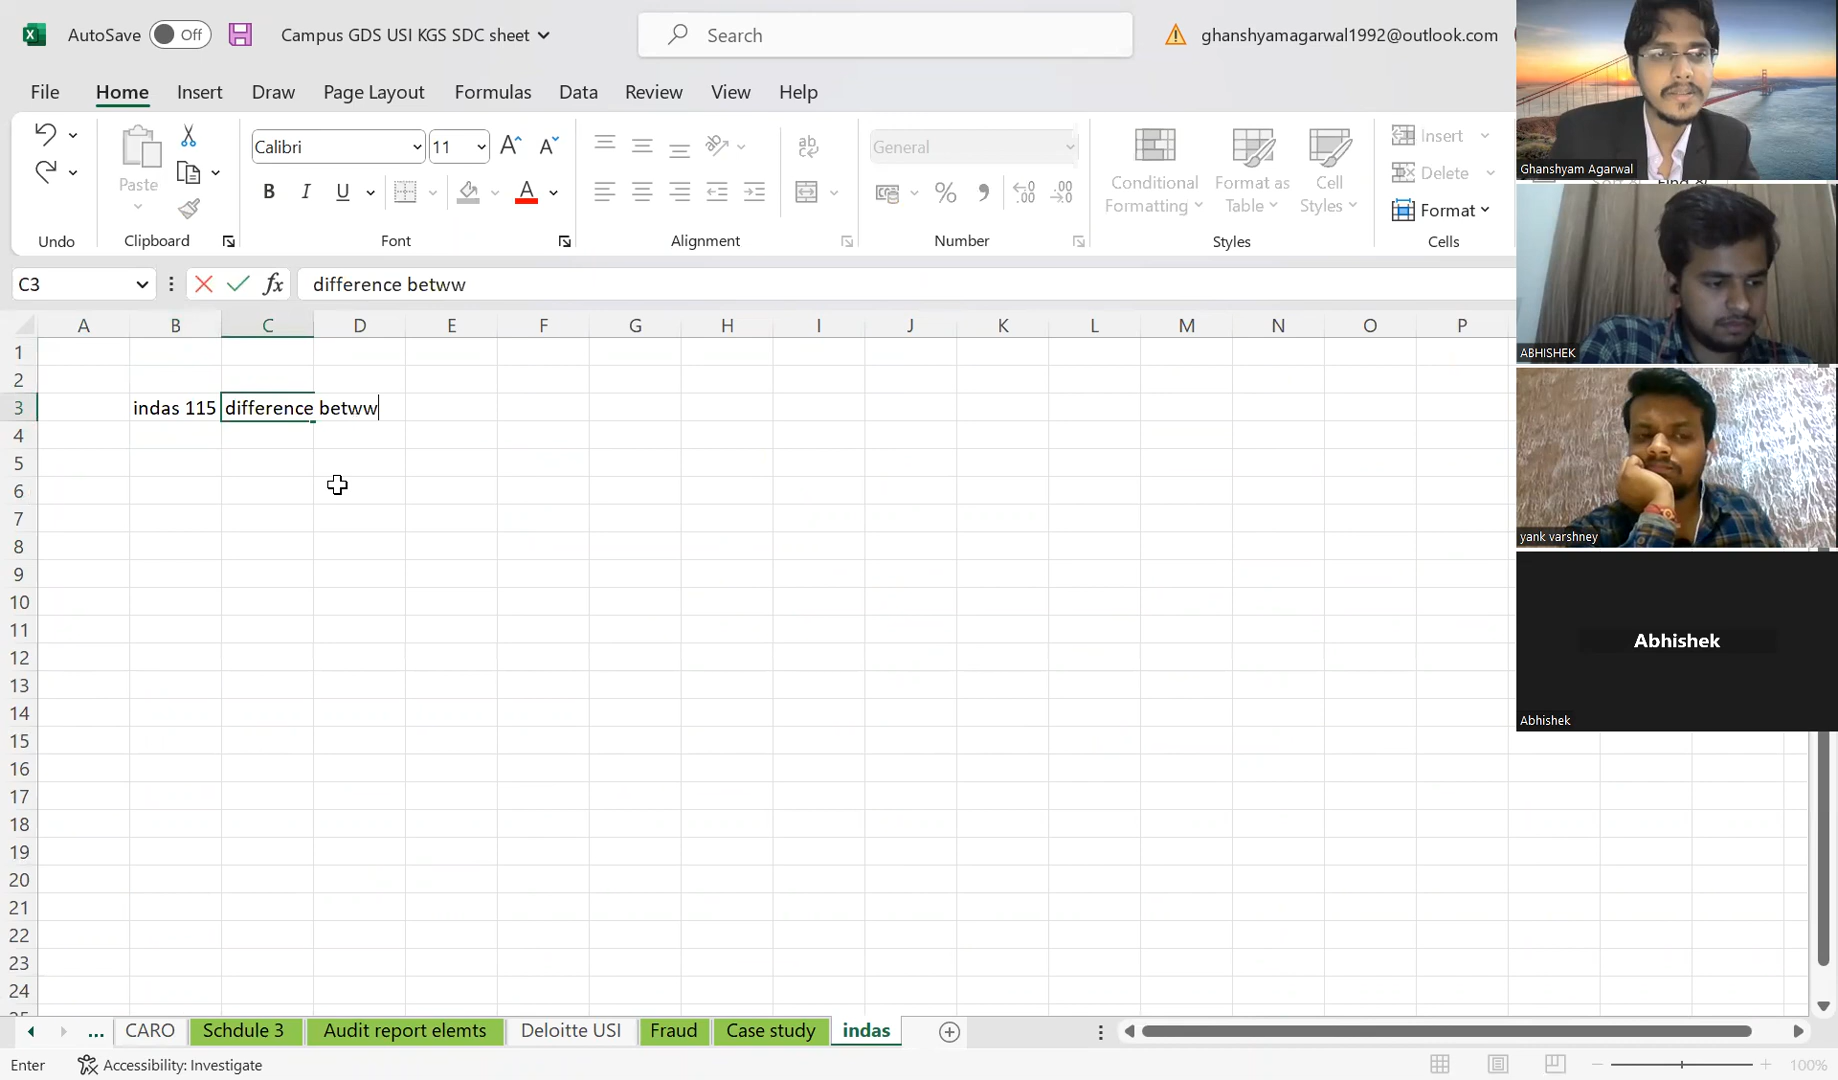 AutoSave Off Campus GDS USI KGS SDC sheet Search ghanshyamagarwal1992@outlook.com
File Home Insert Draw Page Layout Formulas Data Review View Help
Calibri 11 General
Paste
Conditional Formatting
Format as Table
Cell Styles
Insert
Delete
Format
Undo Clipboard Font Alignment Number Styles Cells
B I U A
C3 fx difference betww
A B C D E F G H I J K L M N O P
1
2
3 indas 115 difference betww
4
5
6
7
8
9
10
11
12
13
14
15
16
17
18
19
20
21
22
23
24
Ghanshyam Agarwal
ABHISHEK
yank varshney
Abhishek
Abhishek
... CARO Schdule 3 Audit report elemts Deloitte USI Fraud Case study indas
Enter Accessibility: Investigate 100%